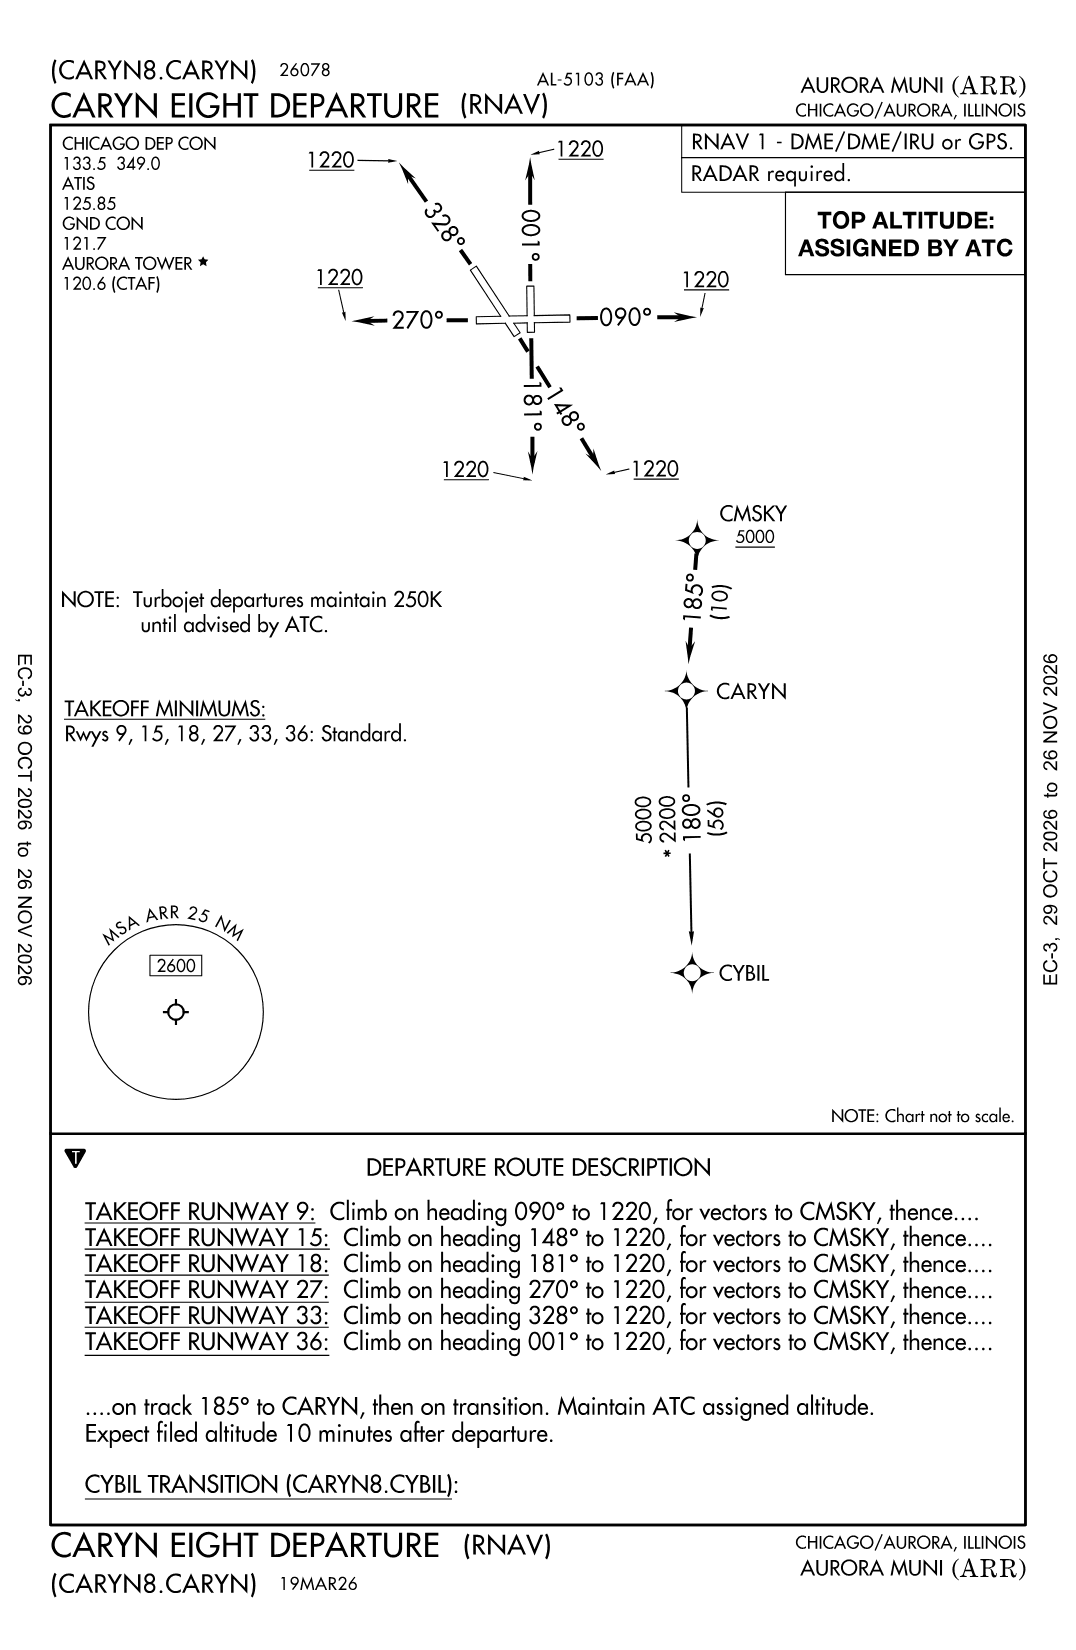 (CARYN8.CARYN) 26078
AL-5103 (FAA)
CARYN EIGHT DEPARTURE (RNAV)
AURORA MUNI (ARR)
CHICAGO/AURORA, ILLINOIS
CHICAGO DEP CON
133.5 349.0
ATIS
125.85
GND CON
121.7
AURORA TOWER ★
120.6 (CTAF)
RNAV 1 - DME/DME/IRU or GPS.
RADAR required.
TOP ALTITUDE:
ASSIGNED BY ATC
1220
1220
328°
001°
1220
1220
270°
090°
181°
148°
1220
1220
CMSKY
5000
185°
(10)
NOTE: Turbojet departures maintain 250K
until advised by ATC.
CARYN
TAKEOFF MINIMUMS:
Rwys 9, 15, 18, 27, 33, 36: Standard.
5000
*2200
180°
(56)
CYBIL
MSA ARR 25 NM
2600
EC-3, 29 OCT 2026 to 26 NOV 2026
EC-3, 29 OCT 2026 to 26 NOV 2026
NOTE: Chart not to scale.
T
DEPARTURE ROUTE DESCRIPTION
TAKEOFF RUNWAY 9: Climb on heading 090° to 1220, for vectors to CMSKY, thence....
TAKEOFF RUNWAY 15: Climb on heading 148° to 1220, for vectors to CMSKY, thence....
TAKEOFF RUNWAY 18: Climb on heading 181° to 1220, for vectors to CMSKY, thence....
TAKEOFF RUNWAY 27: Climb on heading 270° to 1220, for vectors to CMSKY, thence....
TAKEOFF RUNWAY 33: Climb on heading 328° to 1220, for vectors to CMSKY, thence....
TAKEOFF RUNWAY 36: Climb on heading 001° to 1220, for vectors to CMSKY, thence....
....on track 185° to CARYN, then on transition. Maintain ATC assigned altitude.
Expect filed altitude 10 minutes after departure.
CYBIL TRANSITION (CARYN8.CYBIL):
CARYN EIGHT DEPARTURE (RNAV)
(CARYN8.CARYN) 19MAR26
CHICAGO/AURORA, ILLINOIS
AURORA MUNI (ARR)